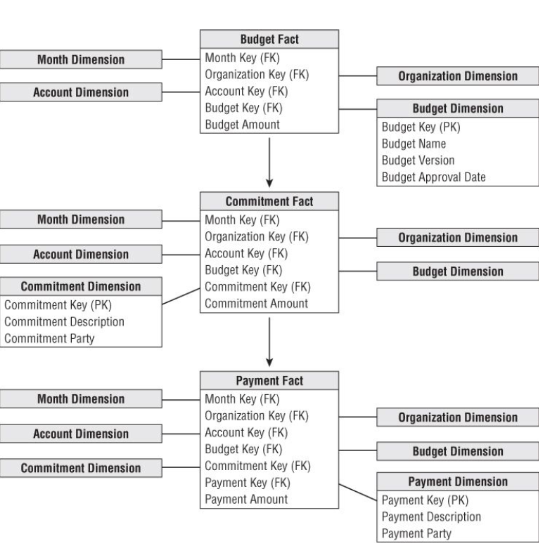 Budget Fact
Month Key (FK)
Organization Key (FK)
Account Key (FK)
Budget Key (FK)
Budget Amount
Month Dimension
Account Dimension
Organization Dimension
Budget Dimension
Budget Key (PK)
Budget Name
Budget Version
Budget Approval Date
Commitment Fact
Month Key (FK)
Organization Key (FK)
Account Key (FK)
Budget Key (FK)
Commitment Key (FK)
Commitment Amount
Month Dimension
Account Dimension
Commitment Dimension
Commitment Key (PK)
Commitment Description
Commitment Party
Organization Dimension
Budget Dimension
Payment Fact
Month Key (FK)
Organization Key (FK)
Account Key (FK)
Budget Key (FK)
Commitment Key (FK)
Payment Key (FK)
Payment Amount
Month Dimension
Account Dimension
Commitment Dimension
Organization Dimension
Budget Dimension
Payment Dimension
Payment Key (PK)
Payment Description
Payment Party